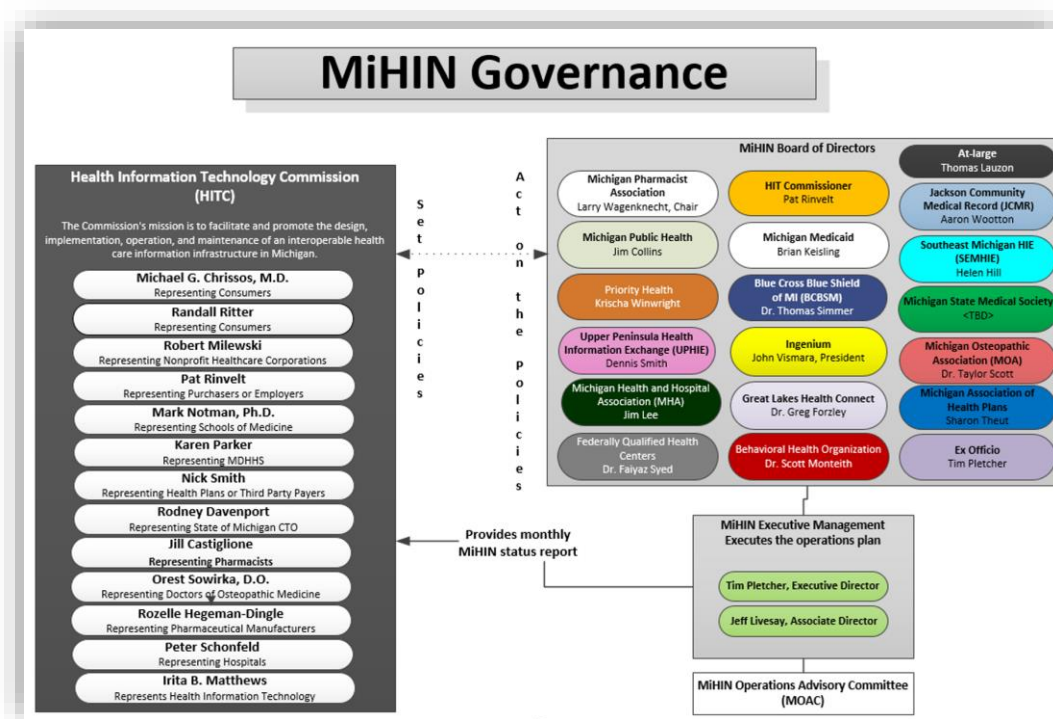 MiHIN Governance
Health Information Technology Commission
(HITC)
The Commission's mission is to facilitate and promote the design,
implementation, operation, and maintenance of an interoperable health
care information infrastructure in Michigan.
Michael G. Chrissos, M.D.
Representing Consumers
Randall Ritter
Representing Consumers
Robert Milewski
Representing Nonprofit Healthcare Corporations
Pat Rinvelt
Representing Purchasers or Employers
Mark Notman, Ph.D.
Representing Schools of Medicine
Karen Parker
Representing MDHHS
Nick Smith
Representing Health Plans or Third Party Payers
Rodney Davenport
Representing State of Michigan CTO
Jill Castiglione
Representing Pharmacists
Orest Sowirka, D.O.
Representing Doctors of Osteopathic Medicine
Rozelle Hegeman-Dingle
Representing Pharmaceutical Manufacturers
Peter Schonfeld
Representing Hospitals
Irita B. Matthews
Represents Health Information Technology
Set policies
Act on the policies
Provides monthly
MiHIN status report
MiHIN Board of Directors
Michigan Pharmacist
Association
Larry Wagenknecht, Chair
Michigan Public Health
Jim Collins
Priority Health
Krischa Winwright
Upper Peninsula Health
Information Exchange (UPHIE)
Dennis Smith
Michigan Health and Hospital
Association (MHA)
Jim Lee
Federally Qualified Health
Centers
Dr. Faiyaz Syed
HIT Commissioner
Pat Rinvelt
Michigan Medicaid
Brian Keisling
Blue Cross Blue Shield
of MI (BCBSM)
Dr. Thomas Simmer
Ingenium
John Vismara, President
Great Lakes Health Connect
Dr. Greg Forzley
Behavioral Health Organization
Dr. Scott Monteith
At-large
Thomas Lauzon
Jackson Community
Medical Record (JCMR)
Aaron Wootton
Southeast Michigan HIE
(SEMHIE)
Helen Hill
Michigan State Medical Society
<TBD>
Michigan Osteopathic
Association (MOA)
Dr. Taylor Scott
Michigan Association of
Health Plans
Sharon Theut
Ex Officio
Tim Pletcher
MiHIN Executive Management
Executes the operations plan
Tim Pletcher, Executive Director
Jeff Livesay, Associate Director
MiHIN Operations Advisory Committee
(MOAC)